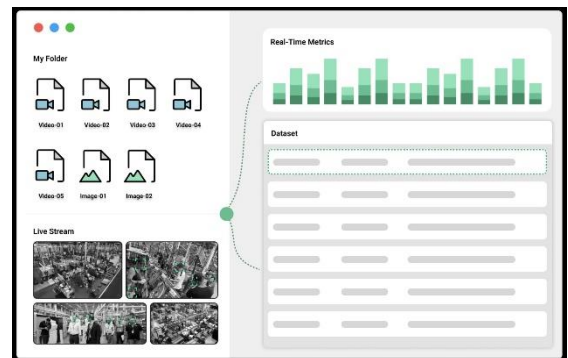 My Folder
Video-01 Video-02 Video-03 Video-04
Video-05 Image-01 Image-02
Live Stream
Real-Time Metrics
Dataset